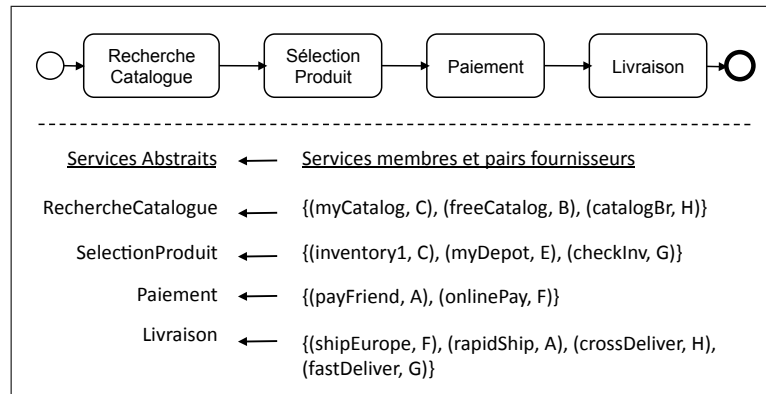 Recherche
Catalogue
Sélection
Produit
Paiement
Livraison
Services Abstraits
Services membres et pairs fournisseurs
RechercheCatalogue
{(myCatalog, C), (freeCatalog, B), (catalogBr, H)}
SelectionProduit
{(inventory1, C), (myDepot, E), (checkInv, G)}
Paiement
{(payFriend, A), (onlinePay, F)}
Livraison
{(shipEurope, F), (rapidShip, A), (crossDeliver, H),
(fastDeliver, G)}